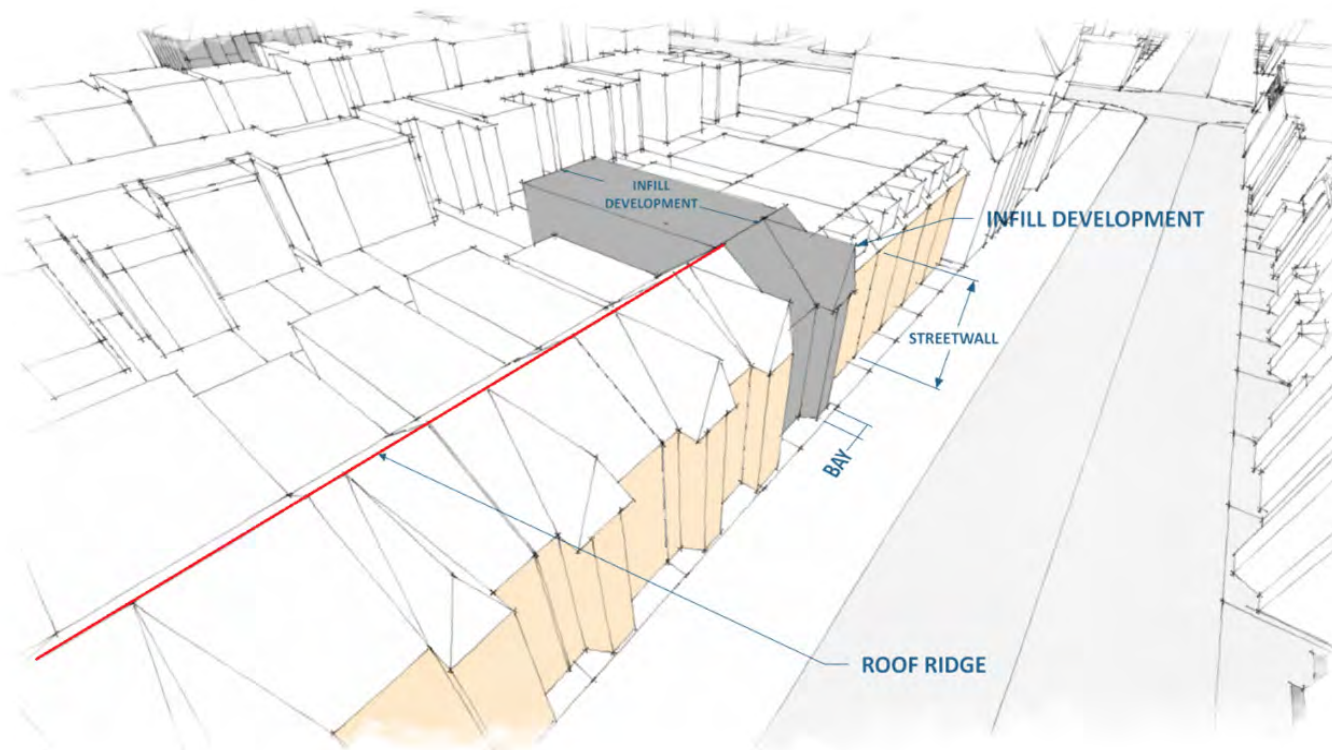 INFILL
DEVELOPMENT
INFILL DEVELOPMENT
STREETWALL
BAY
ROOF RIDGE